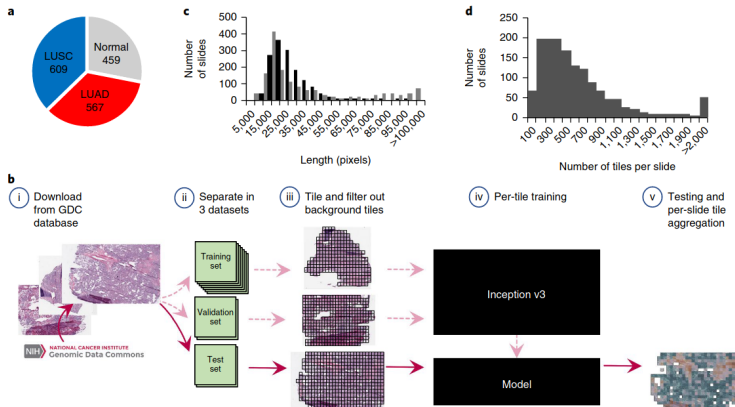 a
LUSC
609
Normal
459
LUAD
567
c
Number
of slides
500
400
300
200
100
0
5,000
15,000
25,000
35,000
45,000
55,000
65,000
75,000
85,000
95,000
>100,000
Length (pixels)
d
Number
of slides
250
200
150
100
50
0
100
300
500
700
900
1,100
1,300
1,500
1,700
1,900
>2,000
Number of tiles per slide
b
i Download
from GDC
database
ii Separate in
3 datasets
iii Tile and filter out
background tiles
iv Per-tile training
v Testing and
per-slide tile
aggregation
Training
set
Validation
set
Test
set
Inception v3
Model
NIH NATIONAL CANCER INSTITUTE
Genomic Data Commons